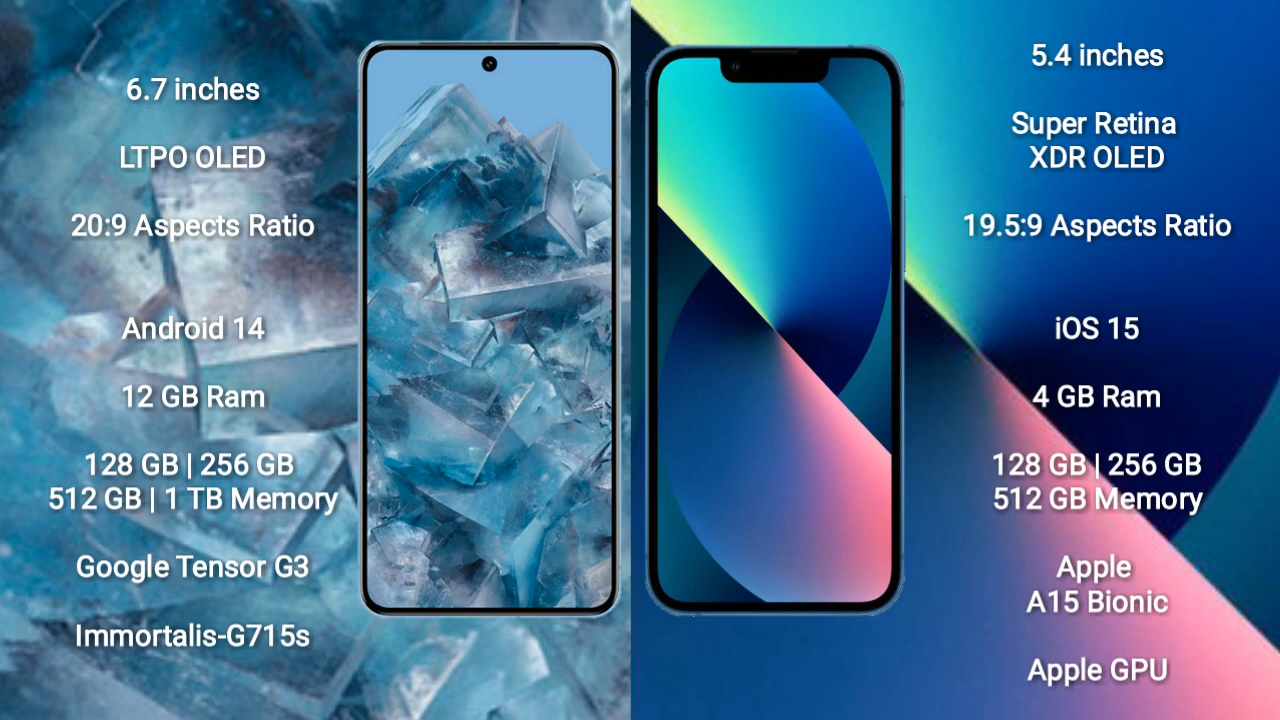 6.7 inches
LTPO OLED
20:9 Aspects Ratio
Android 14
12 GB Ram
128 GB | 256 GB
512 GB | 1 TB Memory
Google Tensor G3
Immortalis-G715s
5.4 inches
Super Retina
XDR OLED
19.5:9 Aspects Ratio
iOS 15
4 GB Ram
128 GB | 256 GB
512 GB Memory
Apple
A15 Bionic
Apple GPU